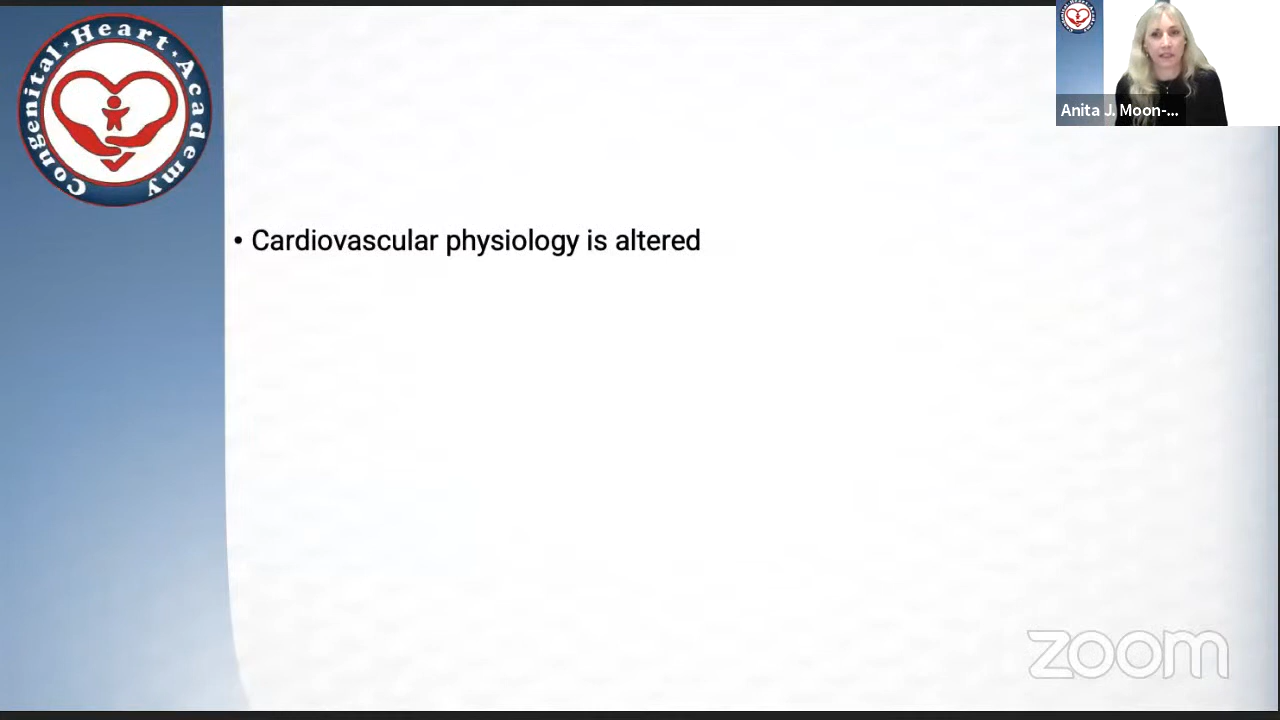 Congenital · Heart · Academy
Anita J. Moon-...
• Cardiovascular physiology is altered
zoom